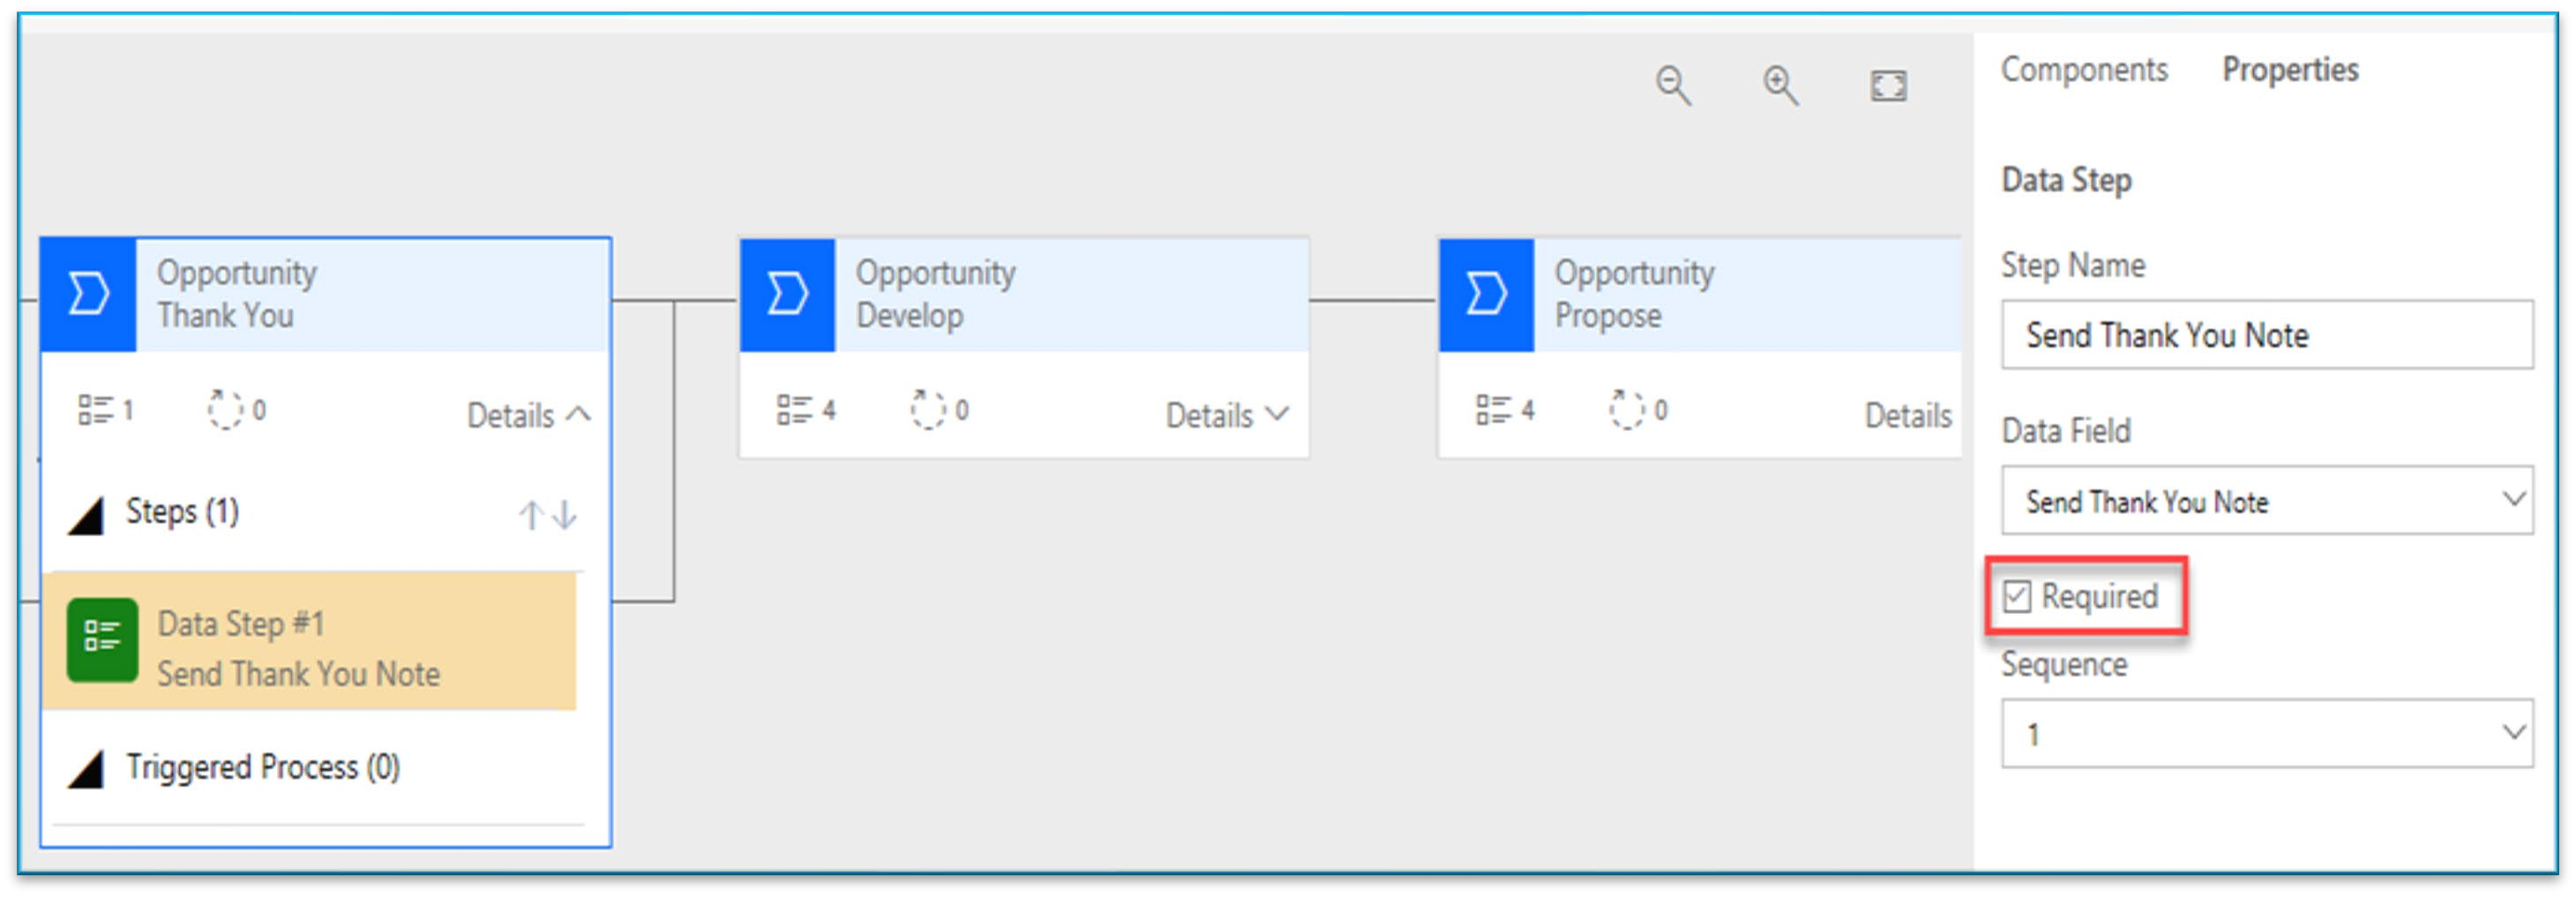 Components Properties
Data Step
Step Name
Send Thank You Note
Data Field
Send Thank You Note
Required
Sequence
1
Opportunity
Thank You
1 0 Details
Steps (1)
Data Step #1
Send Thank You Note
Triggered Process (0)
Opportunity
Develop
4 0 Details
Opportunity
Propose
4 0 Details